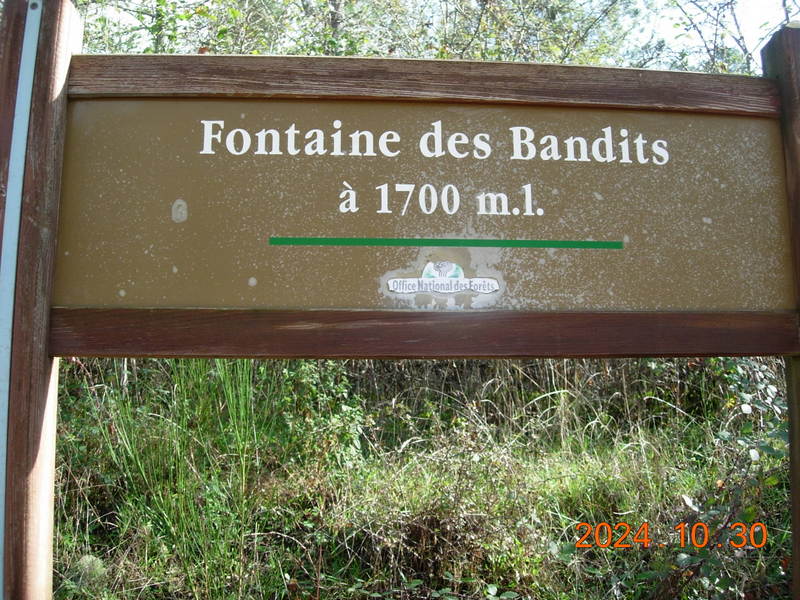 Fontaine des Bandits
à 1700 m.l.
Office National des Forêts
2024.10.30